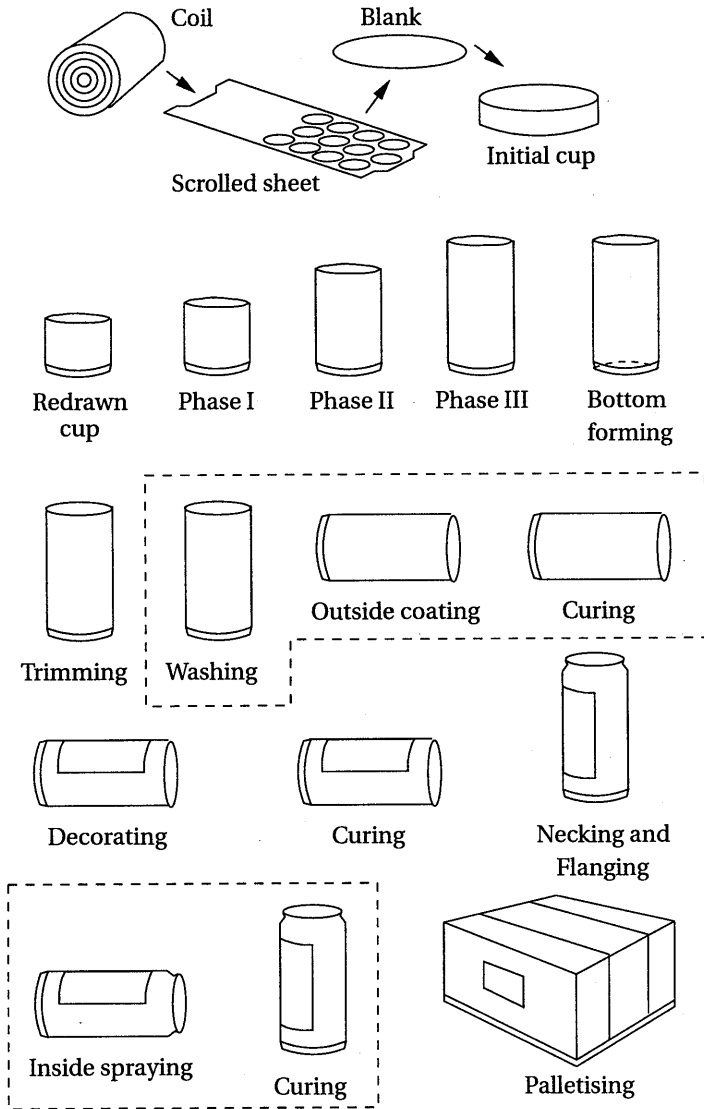 Coil
Blank
Scrolled sheet
Initial cup
Redrawn
cup
Phase I
Phase II
Phase III
Bottom
forming
Trimming
Washing
Outside coating
Curing
Decorating
Curing
Necking and
Flanging
Inside spraying
Curing
Palletising